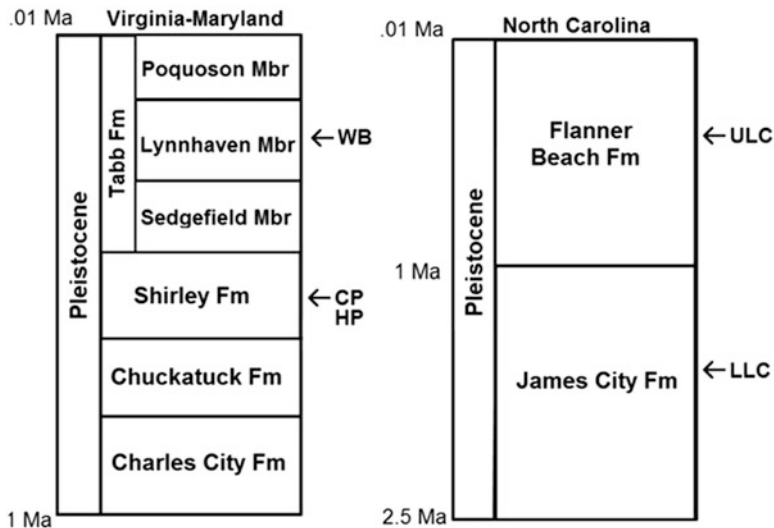 .01 Ma
Virginia-Maryland
Pleistocene
Tabb Fm
Poquoson Mbr
Lynnhaven Mbr
← WB
Sedgefield Mbr
Shirley Fm
← CP
HP
Chuckatuck Fm
Charles City Fm
1 Ma
.01 Ma
North Carolina
Pleistocene
Flanner
Beach Fm
← ULC
1 Ma
James City Fm
← LLC
2.5 Ma